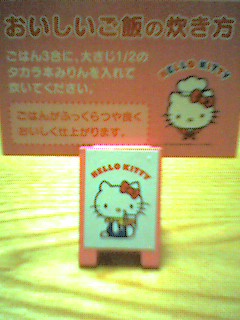 おいしいご飯の炊き方
ごはん3合に、大さじ1/2の
タカラ本みりんを入れて
炊いてください。
ごはんがふっくらつや良く
おいしく仕上がります。
HELLO KITTY
HELLO KITTY